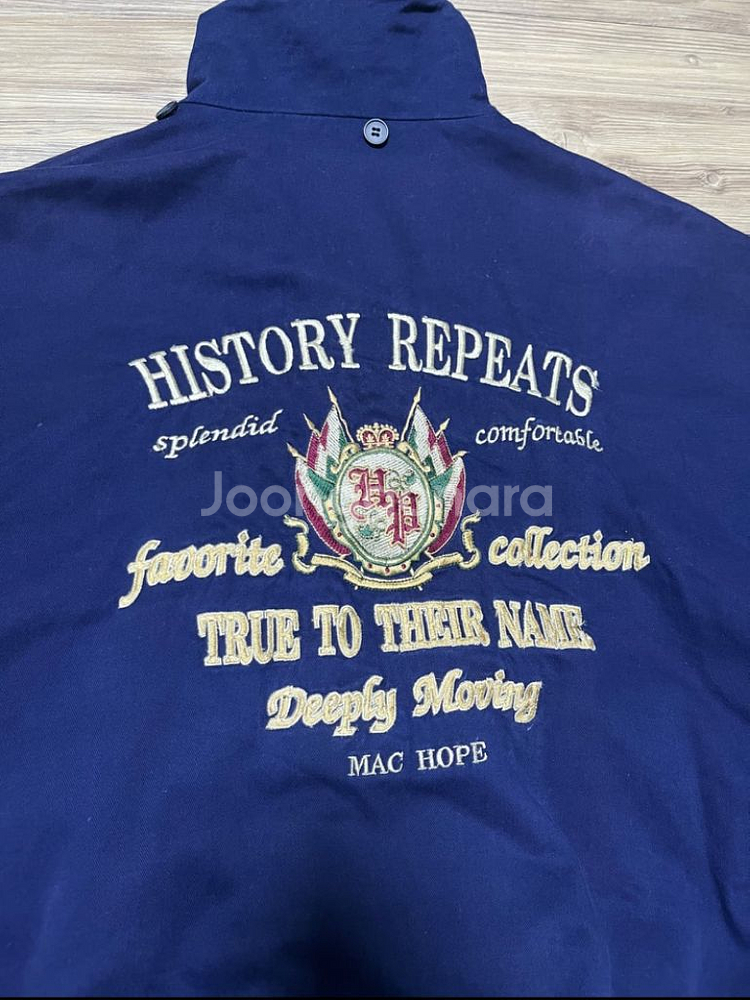 HISTORY REPEATS
splendid comfortable
HP
favorite collection
TRUE TO THEIR NAME.
Deeply Moving
MAC HOPE